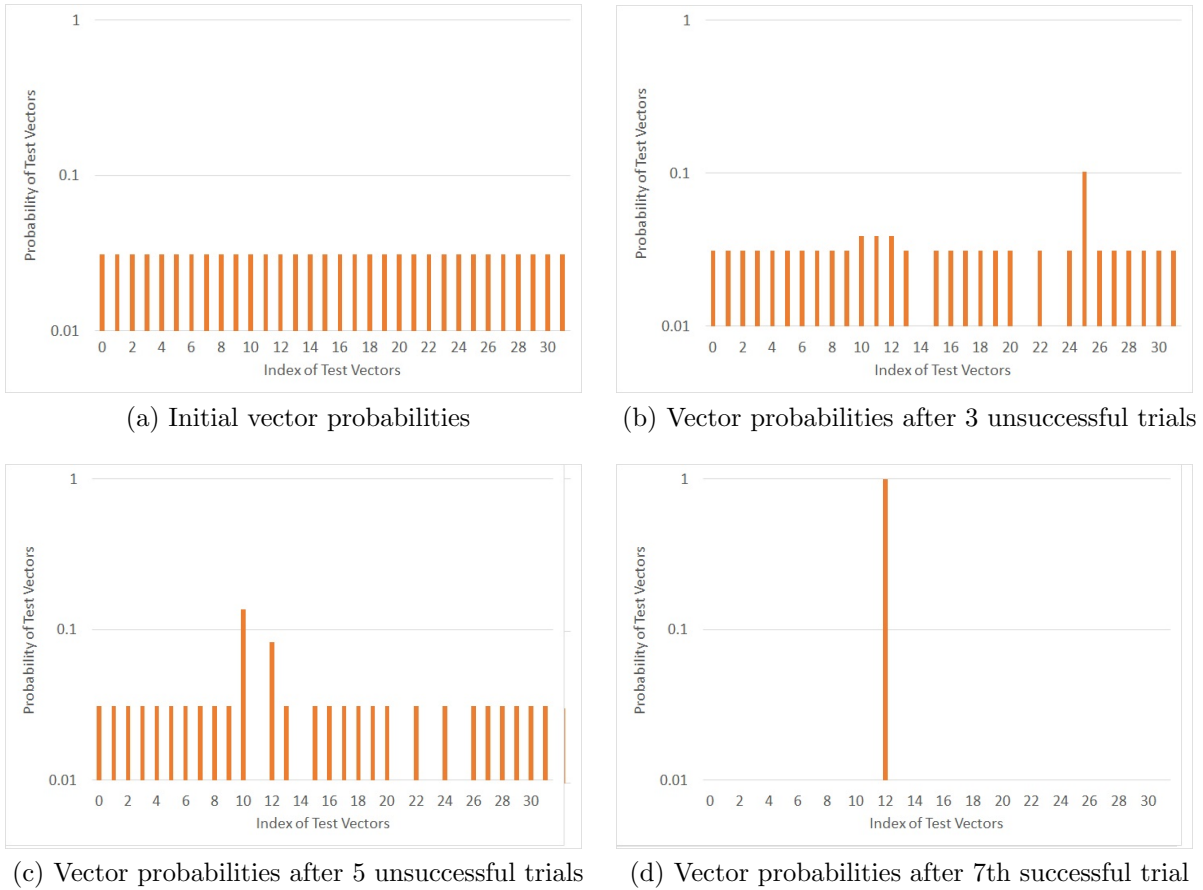 1
0.1
0.01
Probability of Test Vectors
0 2 4 6 8 10 12 14 16 18 20 22 24 26 28 30
Index of Test Vectors
(a) Initial vector probabilities
1
0.1
0.01
Probability of Test Vectors
0 2 4 6 8 10 12 14 16 18 20 22 24 26 28 30
Index of Test Vectors
(b) Vector probabilities after 3 unsuccessful trials
1
0.1
0.01
Probability of Test Vectors
0 2 4 6 8 10 12 14 16 18 20 22 24 26 28 30
Index of Test Vectors
(c) Vector probabilities after 5 unsuccessful trials
1
0.1
0.01
Probability of Test Vectors
0 2 4 6 8 10 12 14 16 18 20 22 24 26 28 30
Index of Test Vectors
(d) Vector probabilities after 7th successful trial